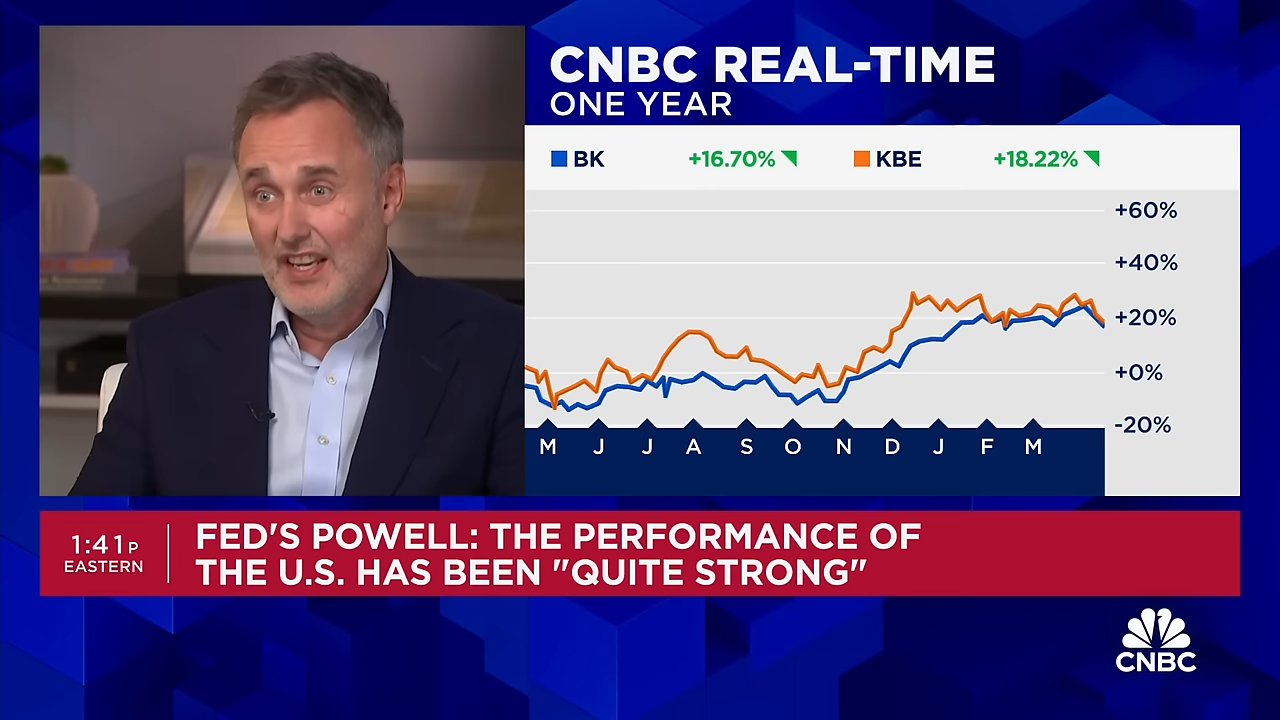 CNBC REAL-TIME
ONE YEAR
BK +16.70% KBE +18.22%
+60%
+40%
+20%
+0%
-20%
M J J A S O N D J F M
1:41P
EASTERN
FED'S POWELL: THE PERFORMANCE OF
THE U.S. HAS BEEN "QUITE STRONG"
CNBC